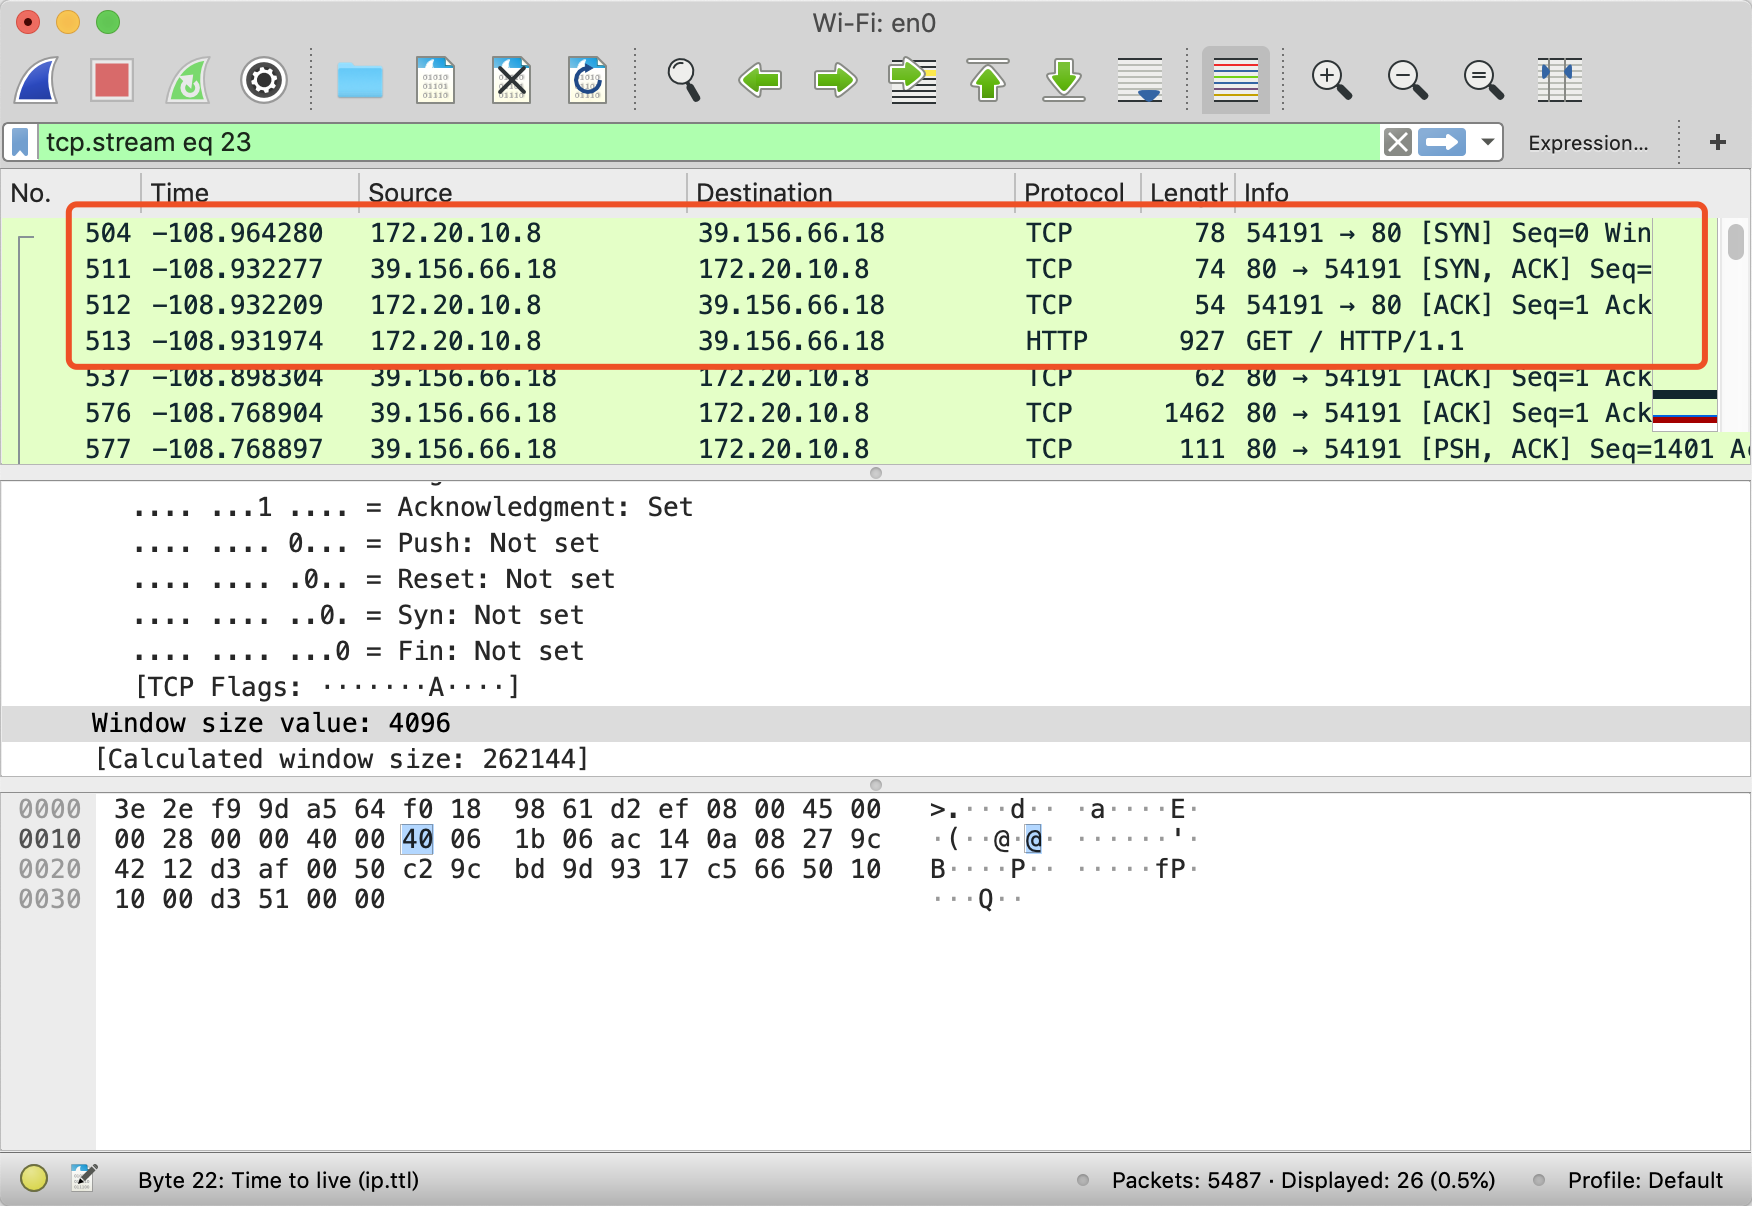 Wi-Fi: en0
tcp.stream eq 23 Expression... +
No. Time Source Destination Protocol Length Info
504 −108.964280 172.20.10.8 39.156.66.18 TCP 78 54191 → 80 [SYN] Seq=0 Win
511 −108.932277 39.156.66.18 172.20.10.8 TCP 74 80 → 54191 [SYN, ACK] Seq=
512 −108.932209 172.20.10.8 39.156.66.18 TCP 54 54191 → 80 [ACK] Seq=1 Ack
513 −108.931974 172.20.10.8 39.156.66.18 HTTP 927 GET / HTTP/1.1
537 −108.898304 39.156.66.18 172.20.10.8 TCP 62 80 → 54191 [ACK] Seq=1 Ack
576 −108.768904 39.156.66.18 172.20.10.8 TCP 1462 80 → 54191 [ACK] Seq=1 Ack
577 −108.768897 39.156.66.18 172.20.10.8 TCP 111 80 → 54191 [PSH, ACK] Seq=1401 A
.... ...1 .... = Acknowledgment: Set
.... .... 0... = Push: Not set
.... .... .0.. = Reset: Not set
.... .... ..0. = Syn: Not set
.... .... ...0 = Fin: Not set
[TCP Flags: ·······A····]
Window size value: 4096
[Calculated window size: 262144]
0000 3e 2e f9 9d a5 64 f0 18 98 61 d2 ef 08 00 45 00 >.···d·· ·a····E·
0010 00 28 00 00 40 00 40 06 1b 06 ac 14 0a 08 27 9c ·(··@·@· ······'·
0020 42 12 d3 af 00 50 c2 9c bd 9d 93 17 c5 66 50 10 B····P·· ·····fP·
0030 10 00 d3 51 00 00 ···Q··
Byte 22: Time to live (ip.ttl) Packets: 5487 · Displayed: 26 (0.5%) Profile: Default